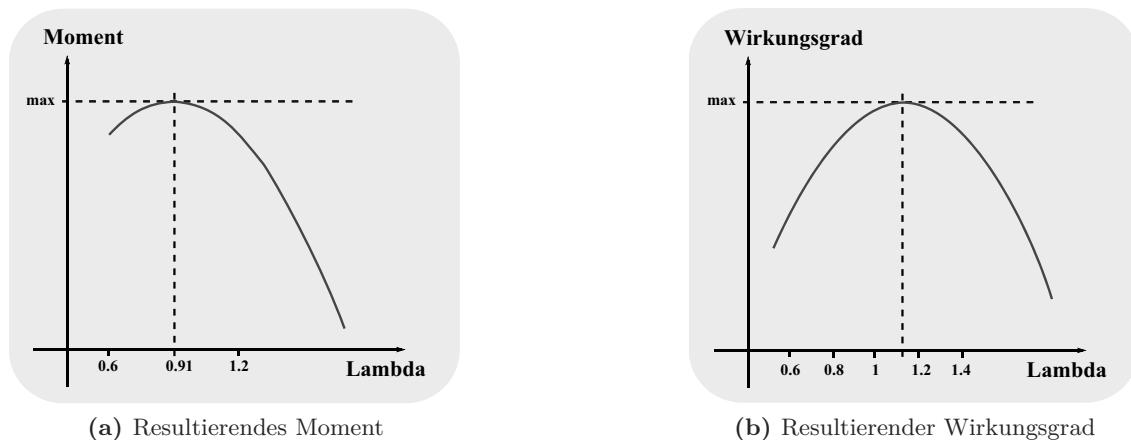 Moment
max
0.6
0.91
1.2
Lambda
(a) Resultierendes Moment
Wirkungsgrad
max
0.6
0.8
1
1.2
1.4
Lambda
(b) Resultierender Wirkungsgrad